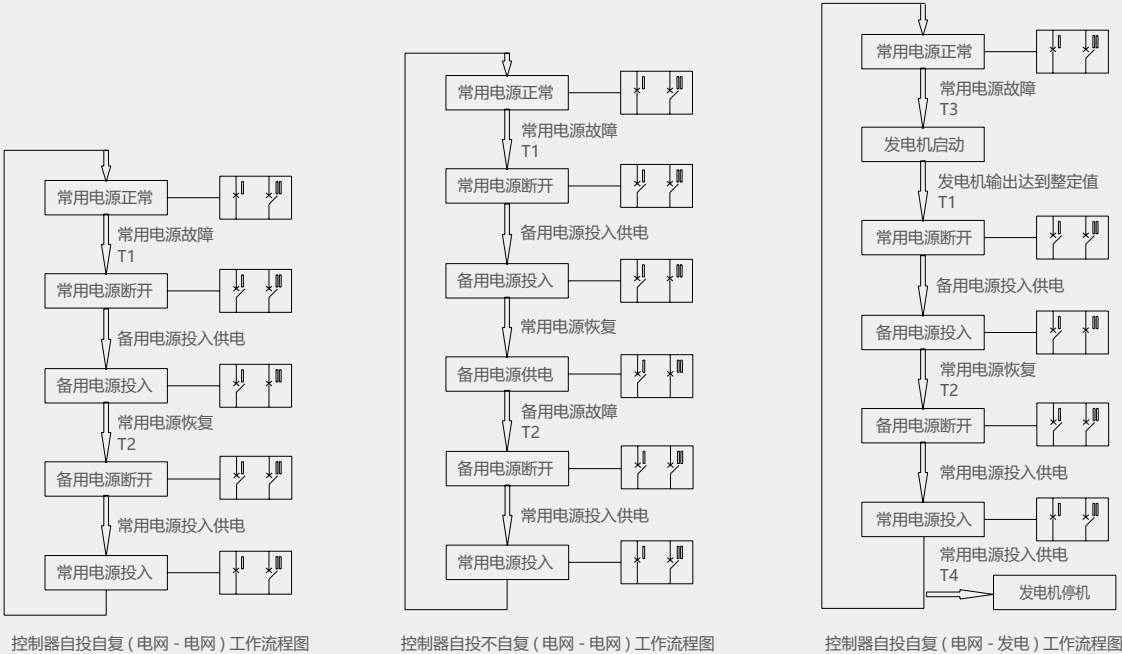 常用电源正常
常用电源故障
T1
常用电源断开
备用电源投入供电
备用电源投入
常用电源恢复
T2
备用电源断开
常用电源投入供电
常用电源投入
控制器自投自复 ( 电网 - 电网 ) 工作流程图
常用电源正常
常用电源故障
T1
常用电源断开
备用电源投入供电
备用电源投入
常用电源恢复
备用电源供电
备用电源故障
T2
备用电源断开
常用电源投入供电
常用电源投入
控制器自投不自复 ( 电网 - 电网 ) 工作流程图
常用电源正常
常用电源故障
T3
发电机启动
发电机输出达到整定值
T1
常用电源断开
备用电源投入供电
备用电源投入
常用电源恢复
T2
备用电源断开
常用电源投入供电
常用电源投入
常用电源投入供电
T4
发电机停机
控制器自投自复 ( 电网 - 发电 ) 工作流程图